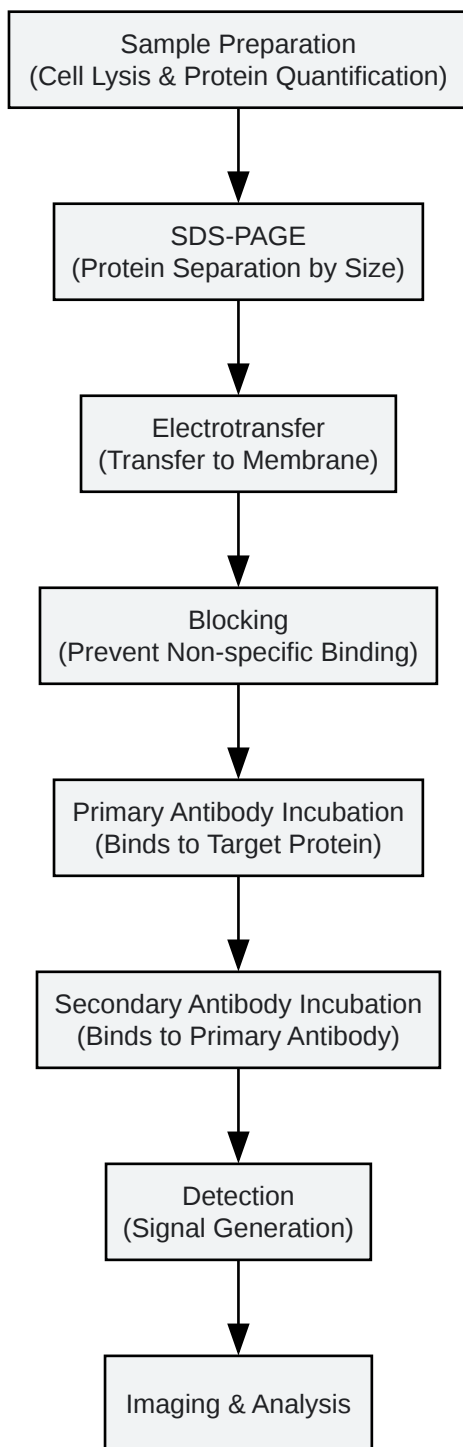 Sample Preparation
(Cell Lysis & Protein Quantification)
SDS-PAGE
(Protein Separation by Size)
Electrotransfer
(Transfer to Membrane)
Blocking
(Prevent Non-specific Binding)
Primary Antibody Incubation
(Binds to Target Protein)
Secondary Antibody Incubation
(Binds to Primary Antibody)
Detection
(Signal Generation)
Imaging & Analysis